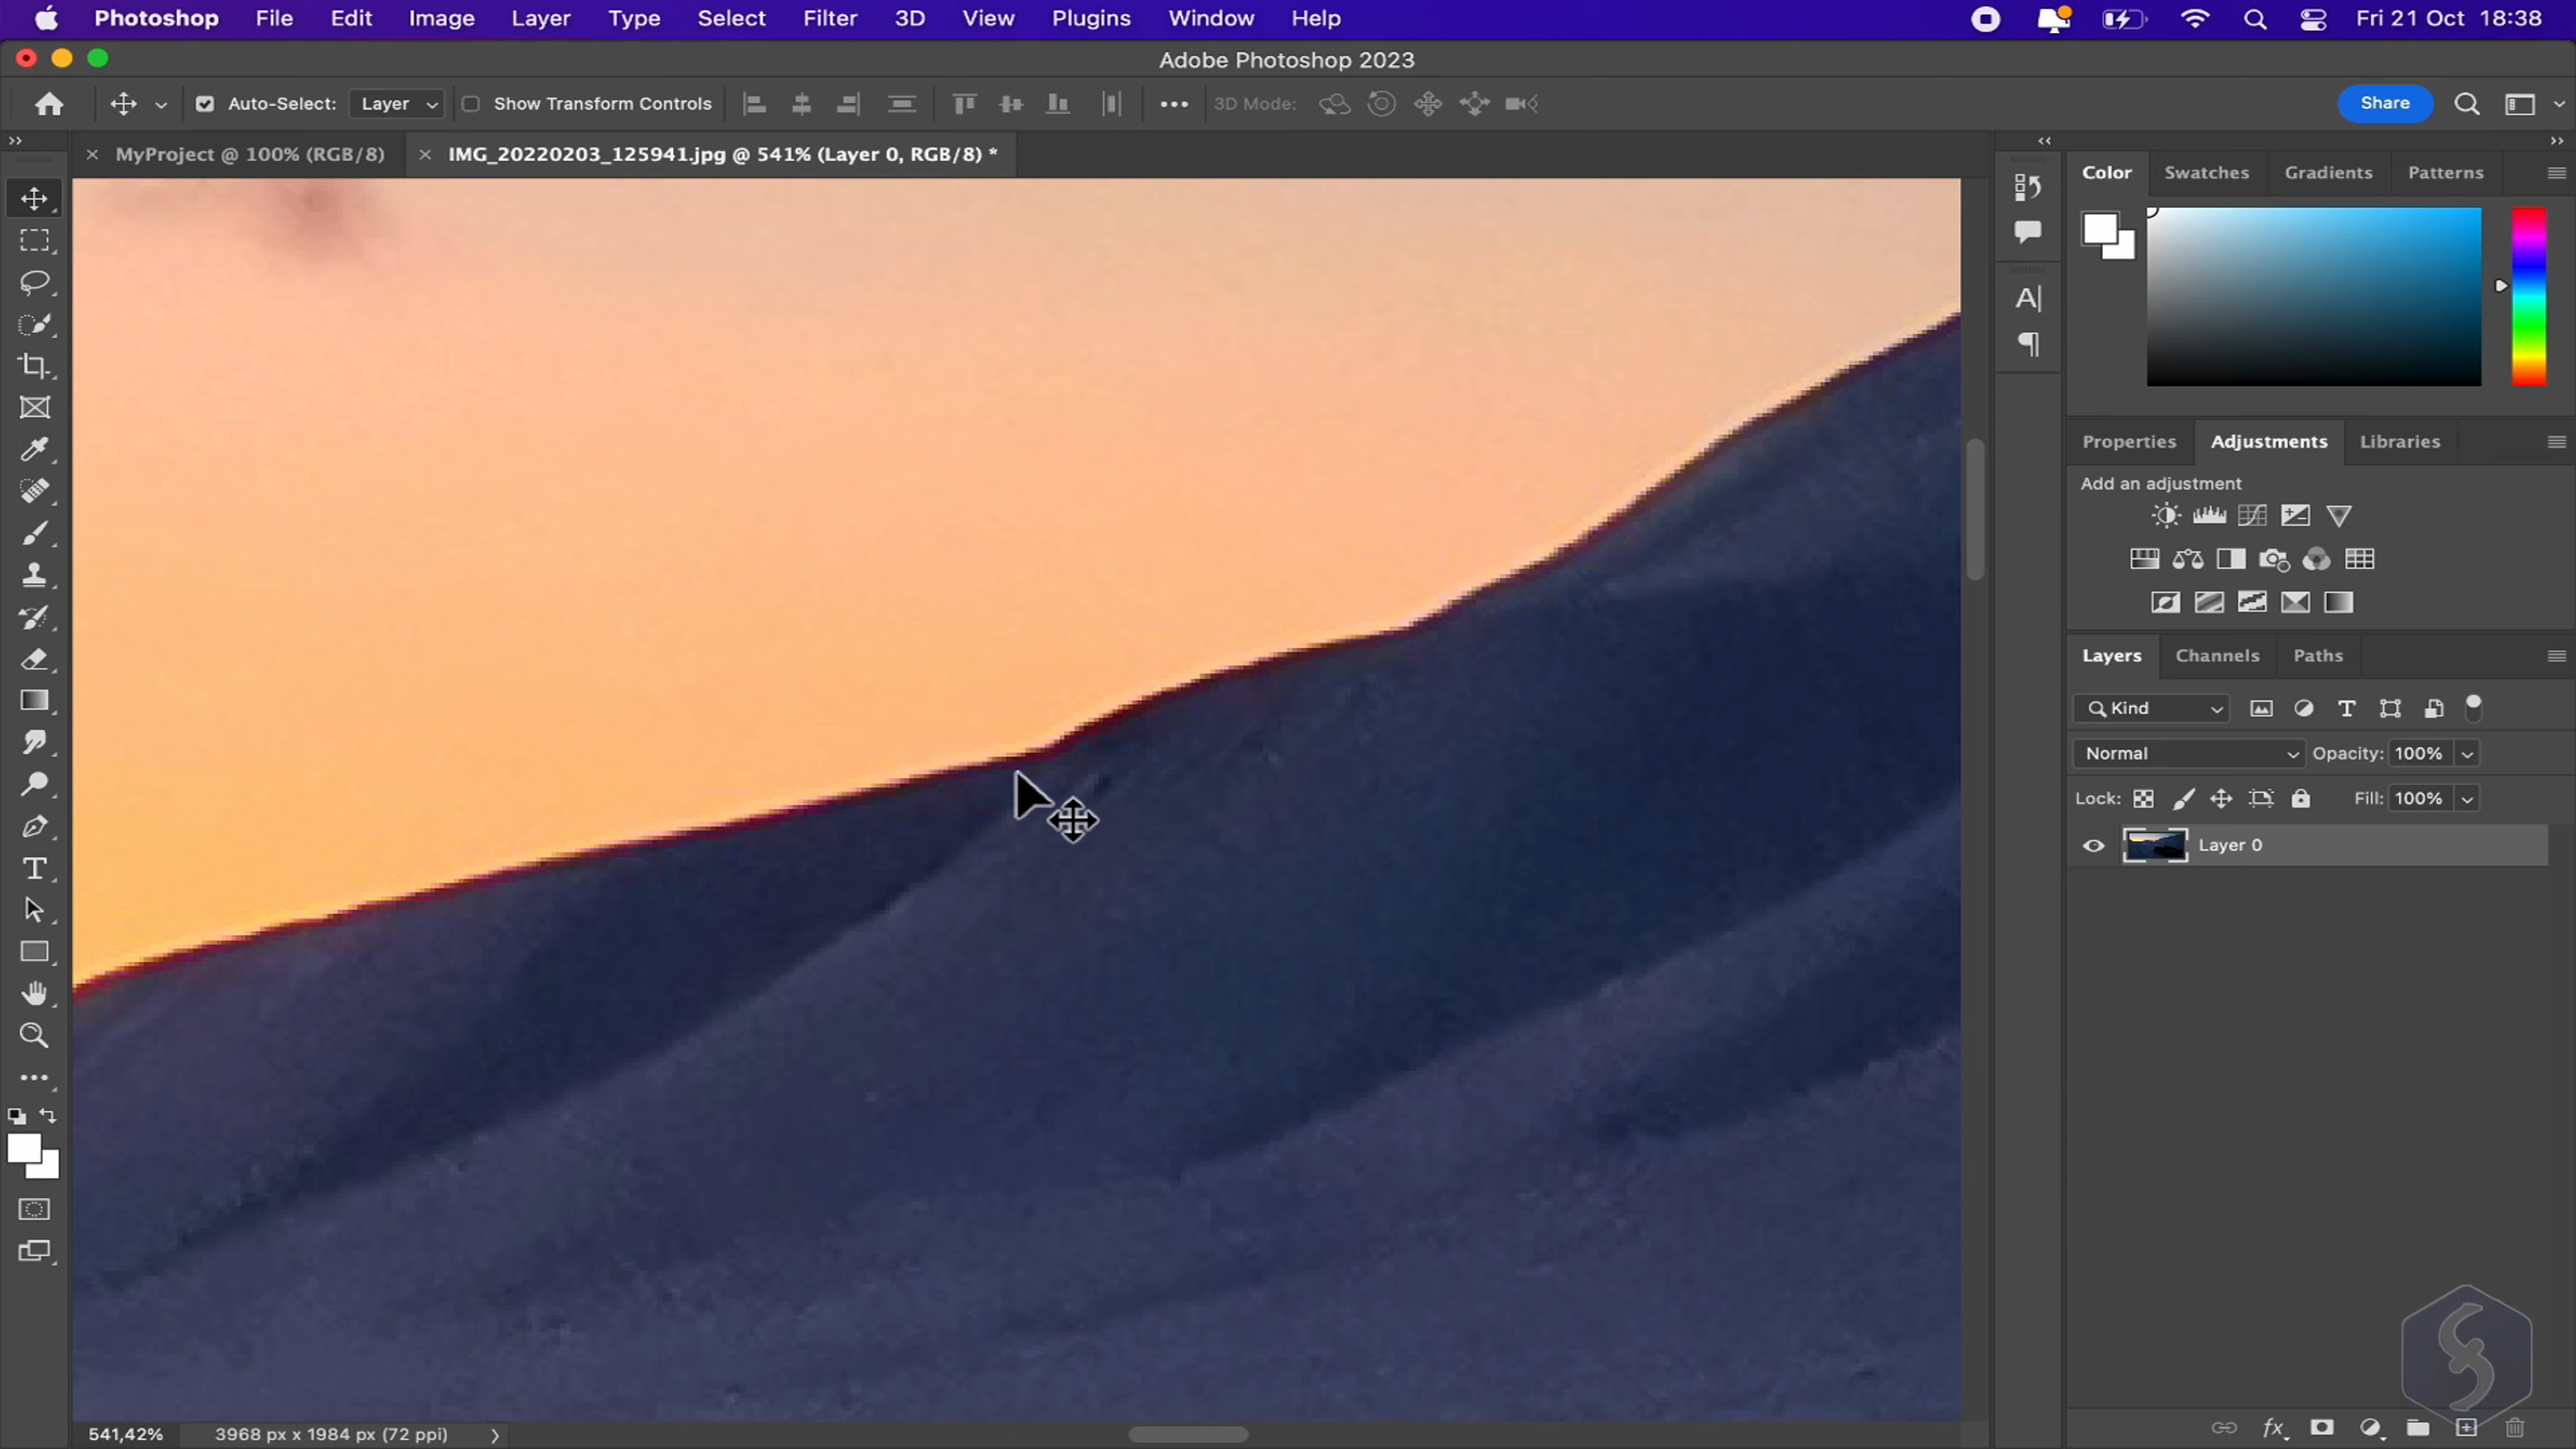 Photoshop File Edit Image Layer Type Select Filter 3D View Plugins Window Help Fri 21 Oct 18:38
Adobe Photoshop 2023
Auto-Select: Layer Show Transform Controls 3D Mode: Share
MyProject @ 100% (RGB/8) IMG_20220203_125941.jpg @ 541% (Layer 0, RGB/8) *
Color Swatches Gradients Patterns
Properties Adjustments Libraries
Add an adjustment
Layers Channels Paths
Kind
Normal Opacity: 100%
Lock: Fill: 100%
Layer 0
541,42% 3968 px x 1984 px (72 ppi)